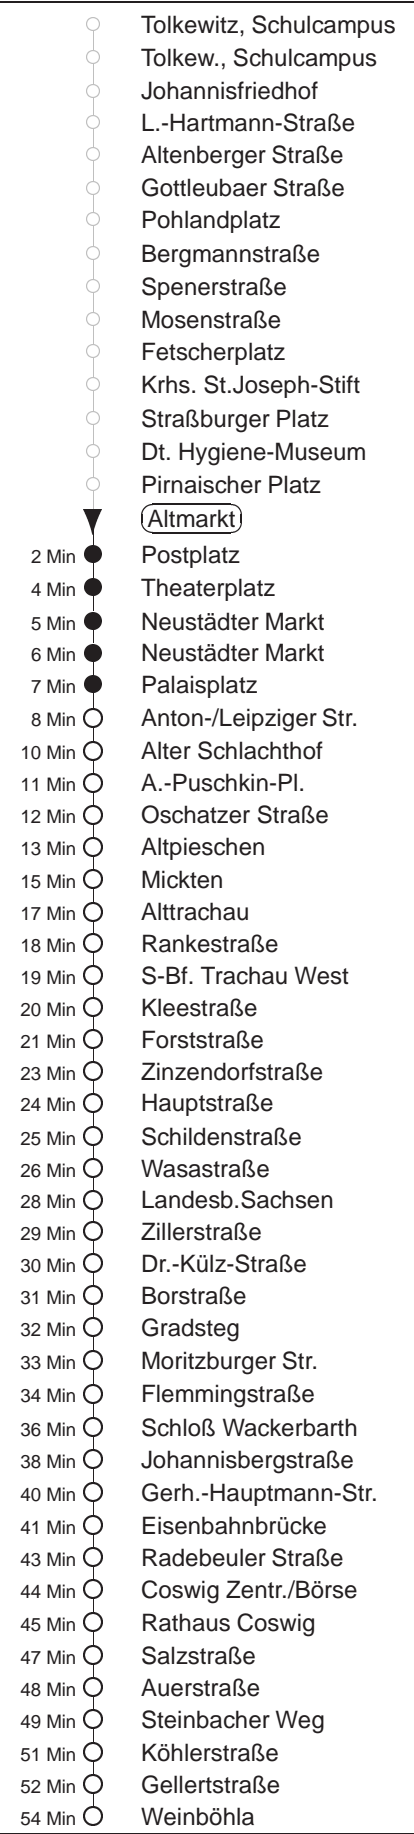 Tolkewitz, Schulcampus
Tolkew., Schulcampus
Johannisfriedhof
L.-Hartmann-Straße
Altenberger Straße
Gottleubaer Straße
Pohlandplatz
Bergmannstraße
Spenerstraße
Mosenstraße
Fetscherplatz
Krhs. St.Joseph-Stift
Straßburger Platz
Dt. Hygiene-Museum
Pirnaischer Platz
Altmarkt
2 Min Postplatz
4 Min Theaterplatz
5 Min Neustädter Markt
6 Min Neustädter Markt
7 Min Palaisplatz
8 Min Anton-/Leipziger Str.
10 Min Alter Schlachthof
11 Min A.-Puschkin-Pl.
12 Min Oschatzer Straße
13 Min Altpieschen
15 Min Mickten
17 Min Alttrachau
18 Min Rankestraße
19 Min S-Bf. Trachau West
20 Min Kleestraße
21 Min Forststraße
23 Min Zinzendorfstraße
24 Min Hauptstraße
25 Min Schildenstraße
26 Min Wasastraße
28 Min Landesb.Sachsen
29 Min Zillerstraße
30 Min Dr.-Külz-Straße
31 Min Borstraße
32 Min Gradsteg
33 Min Moritzburger Str.
34 Min Flemmingstraße
36 Min Schloß Wackerbarth
38 Min Johannisbergstraße
40 Min Gerh.-Hauptmann-Str.
41 Min Eisenbahnbrücke
43 Min Radebeuler Straße
44 Min Coswig Zentr./Börse
45 Min Rathaus Coswig
47 Min Salzstraße
48 Min Auerstraße
49 Min Steinbacher Weg
51 Min Köhlerstraße
52 Min Gellertstraße
54 Min Weinböhla